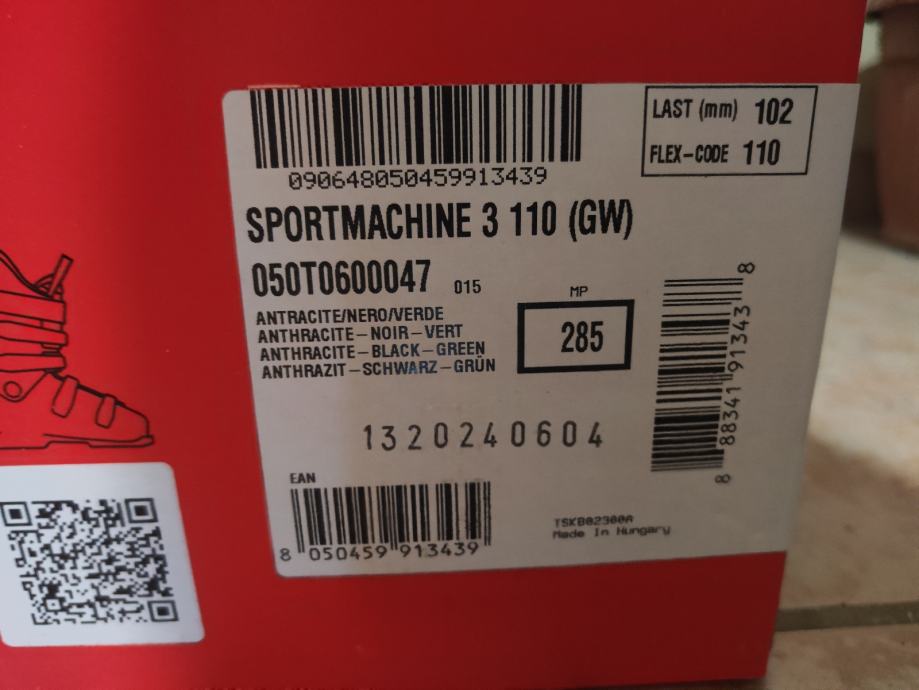 LAST (mm) 102
FLEX-CODE 110
090648050459913439
SPORTMACHINE 3 110 (GW)
050T0600047 015
ANTRACITE/NERO/VERDE
ANTHRACITE-NOIR-VERT
ANTHRACITE-BLACK-GREEN
ANTHRAZIT-SCHWARZ-GRÜN
MP
285
8 88341 91343 8
1320240604
EAN
8 050459 913439
TSKB02300A
Made In Hungary